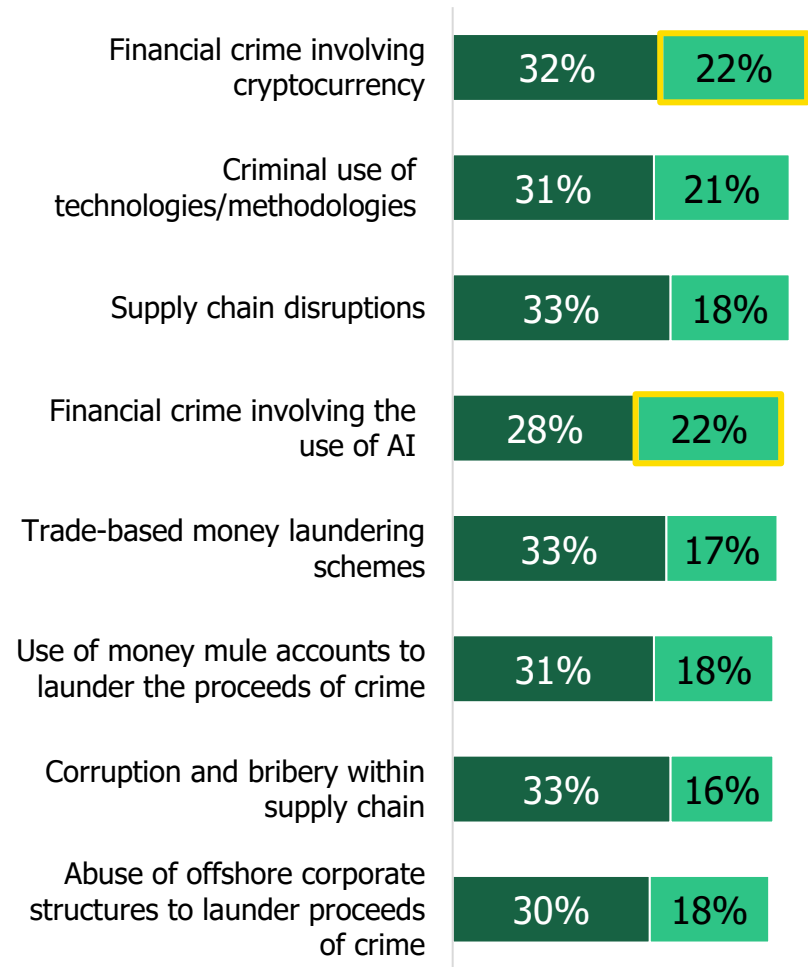 Financial crime involving
cryptocurrency
32%
22%
Criminal use of
technologies/methodologies
31%
21%
Supply chain disruptions
33%
18%
Financial crime involving the
use of AI
28%
22%
Trade-based money laundering
schemes
33%
17%
Use of money mule accounts to
launder the proceeds of crime
31%
18%
Corruption and bribery within
supply chain
33%
16%
Abuse of offshore corporate
structures to launder proceeds
of crime
30%
18%